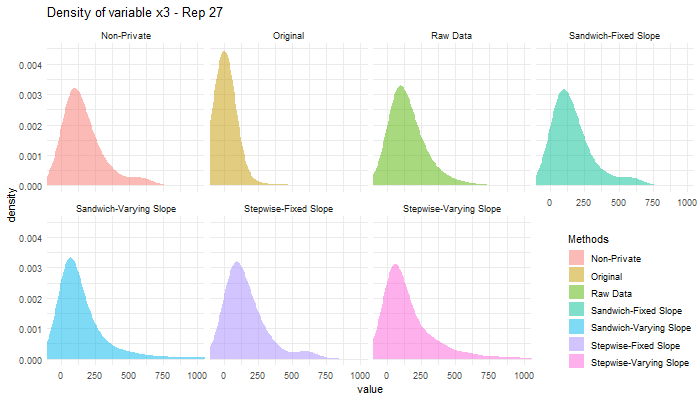 Density of variable x3 - Rep 27
Non-Private Original Raw Data Sandwich-Fixed Slope
0.004
0.003
0.002
0.001
0.000
0 250 500 750 1000
Sandwich-Varying Slope Stepwise-Fixed Slope Stepwise-Varying Slope
0.004
0.003
0.002
0.001
0.000
0 250 500 750 1000 0 250 500 750 1000 0 250 500 750 1000
density
value
Methods
Non-Private
Original
Raw Data
Sandwich-Fixed Slope
Sandwich-Varying Slope
Stepwise-Fixed Slope
Stepwise-Varying Slope